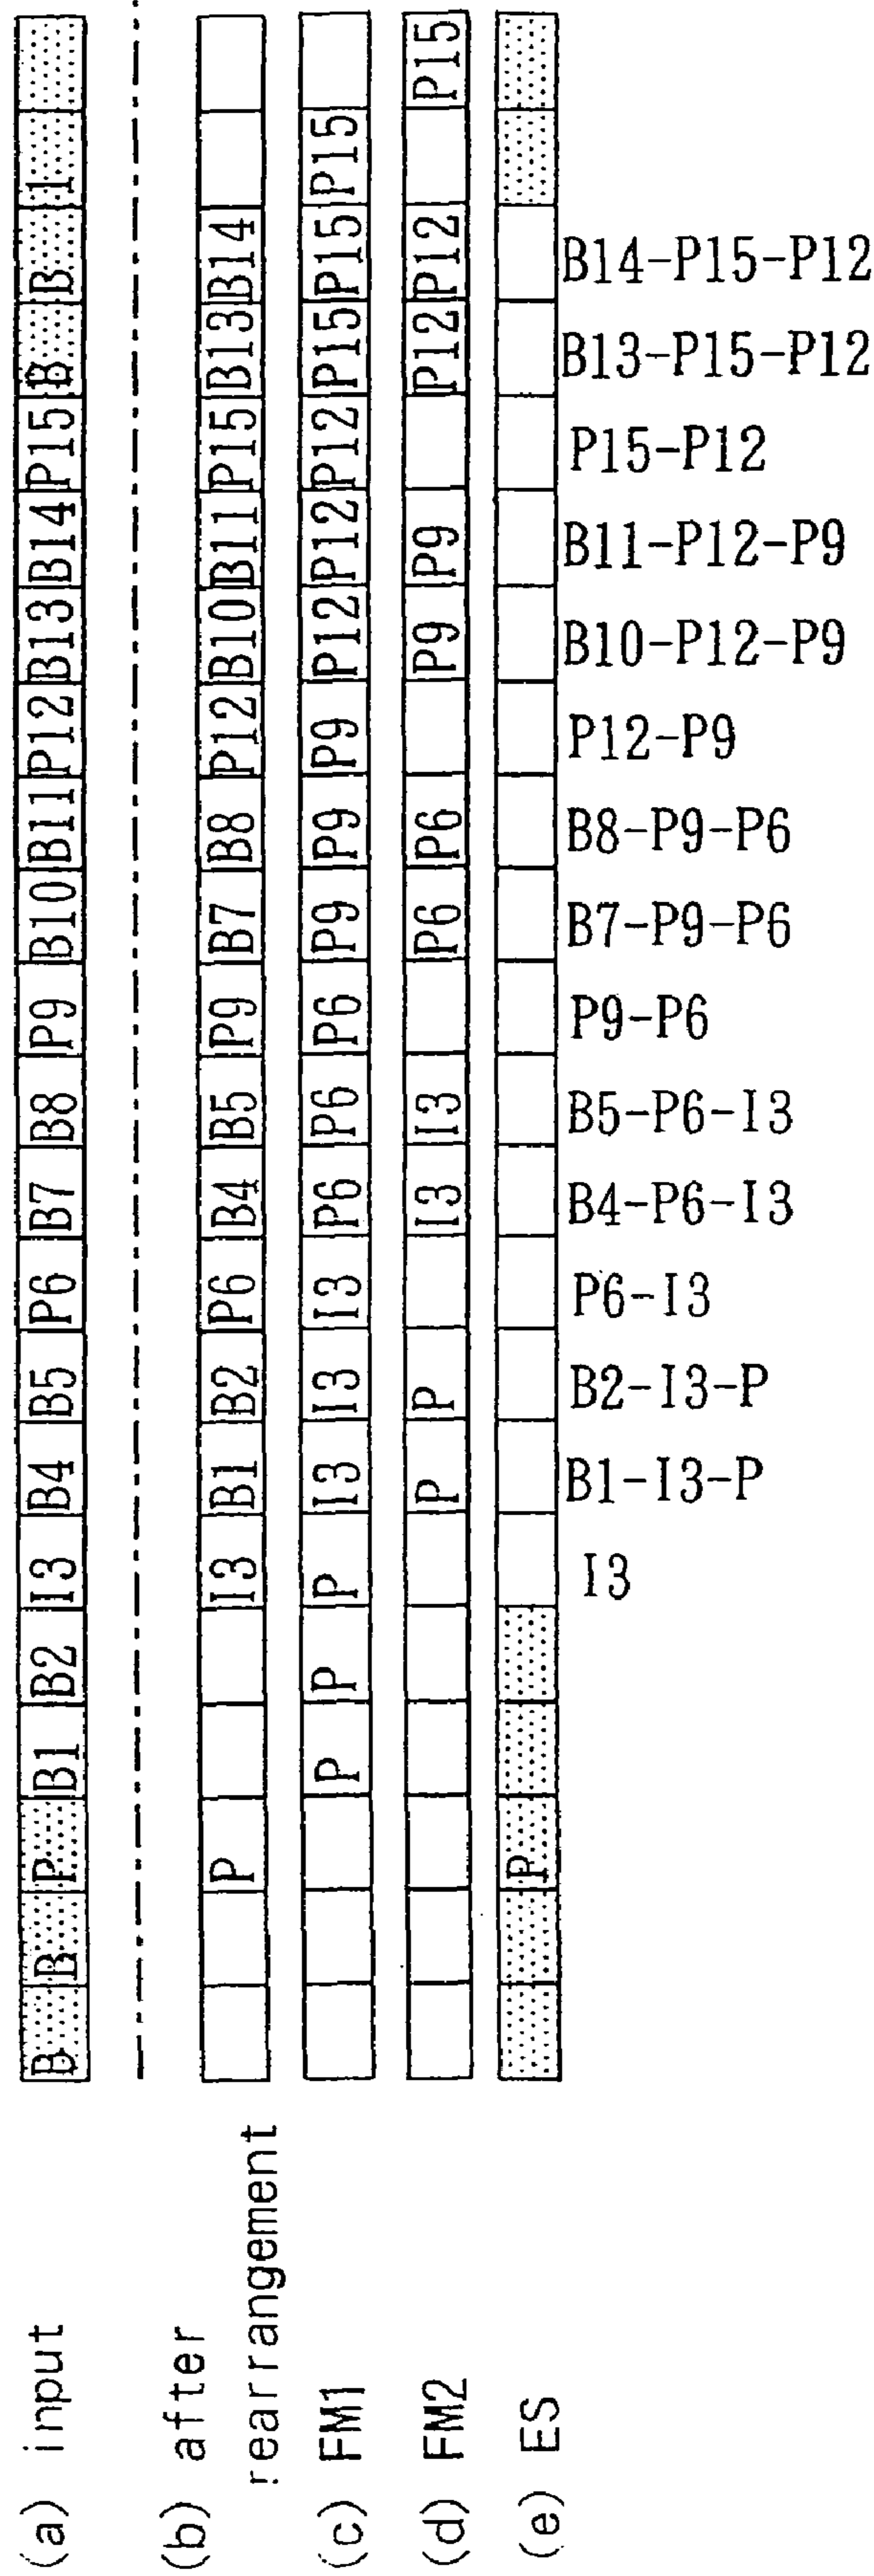 (a) input B B P B1 B2 I3 B4 B5 P6 B7 B8 P9 B10 B11 P12 B13 B14 P15 B B 1
(b) after rearrangement P I3 B1 B2 P6 B4 B5 P9 B7 B8 P12 B10 B11 P15 B13 B14
(c) FM1 P P P I3 I3 I3 P6 P6 P6 P9 P9 P9 P12 P12 P12 P15 P15 P15
(d) FM2 P P I3 I3 P6 P6 P9 P9 P12 P12 P15
(e) ES P
I3
B1-I3-P
B2-I3-P
P6-I3
B4-P6-I3
B5-P6-I3
P9-P6
B7-P9-P6
B8-P9-P6
P12-P9
B10-P12-P9
B11-P12-P9
P15-P12
B13-P15-P12
B14-P15-P12